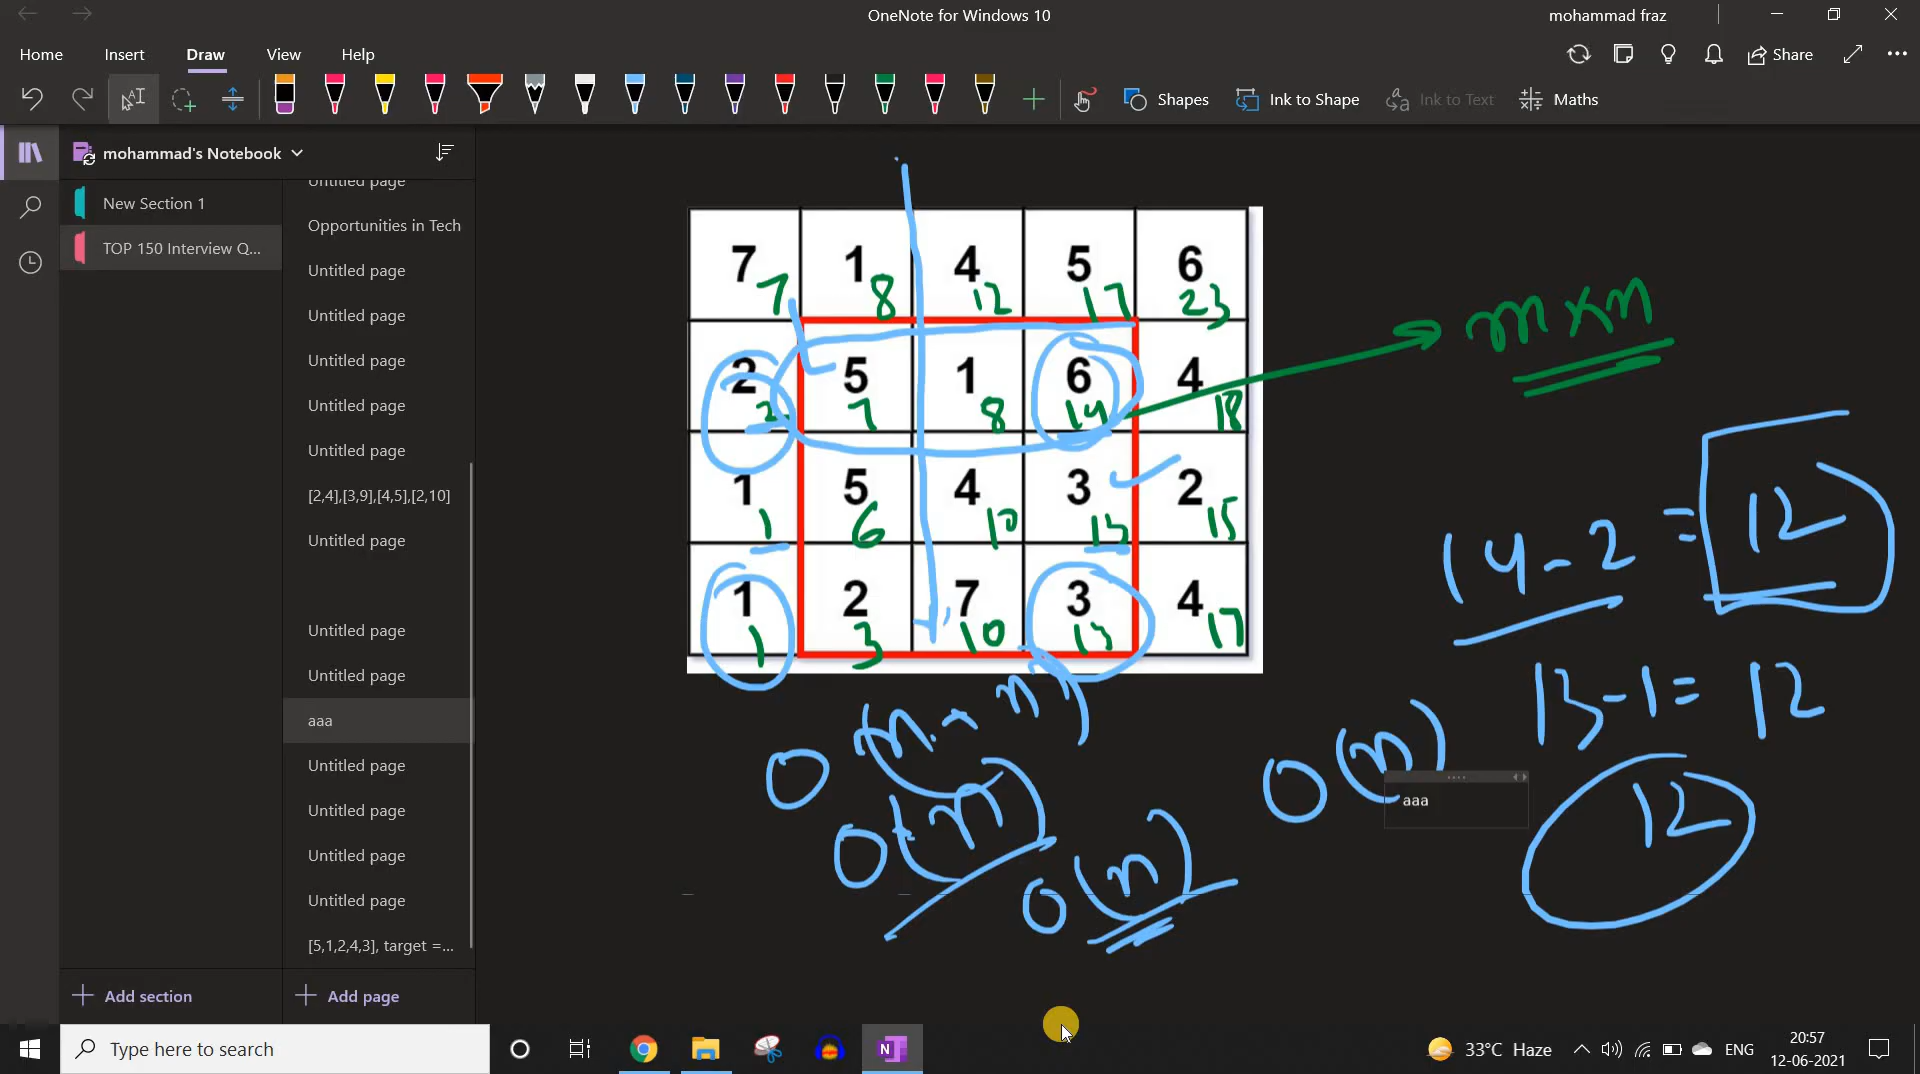 OneNote for Windows 10
mohammad fraz
Home Insert Draw View Help
Share
Shapes Ink to Shape Ink to Text Maths
mohammad's Notebook
New Section 1
TOP 150 Interview Q...
Untitled page
Opportunities in Tech
Untitled page
Untitled page
Untitled page
Untitled page
Untitled page
[2,4],[3,9],[4,5],[2,10]
Untitled page
Untitled page
Untitled page
aaa
Untitled page
Untitled page
Untitled page
Untitled page
[5,1,2,4,3], target =...
Add section
Add page
7 1 4 5 6
7 8 12 17 23
2 5 1 6 4
2 7 8 14 18
1 5 4 3 2
1 6 10 13 15
1 2 7 3 4
1 3 10 13 17
m x n
14 - 2 = 12
13 - 1 = 12
12
O(m . n)
O(m)
O(n)
O(n)
aaa
Type here to search
33°C Haze
ENG
20:57
12-06-2021